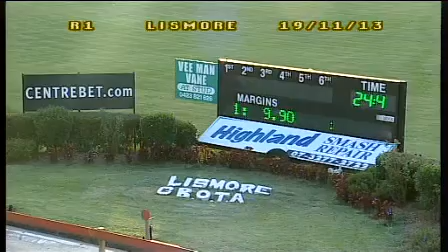 R1 LISMORE 19/11/13
VEE MAN
VANE
CENTREBET.com
1ST 2ND 3RD 4TH 5TH 6TH
TIME
24:4
MARGINS
1: 9.90 :
Highland SMASH
REPAIR
LISMORE
GBOTA